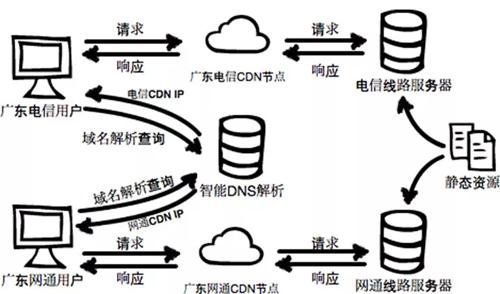 请求
响应
请求
响应
广东电信CDN节点
电信线路服务器
广东电信用户
电信CDN IP
域名解析查询
静态资源
智能DNS解析
域名解析查询
网通CDN IP
请求
响应
请求
响应
广东网通用户
广东网通CDN节点
网通线路服务器